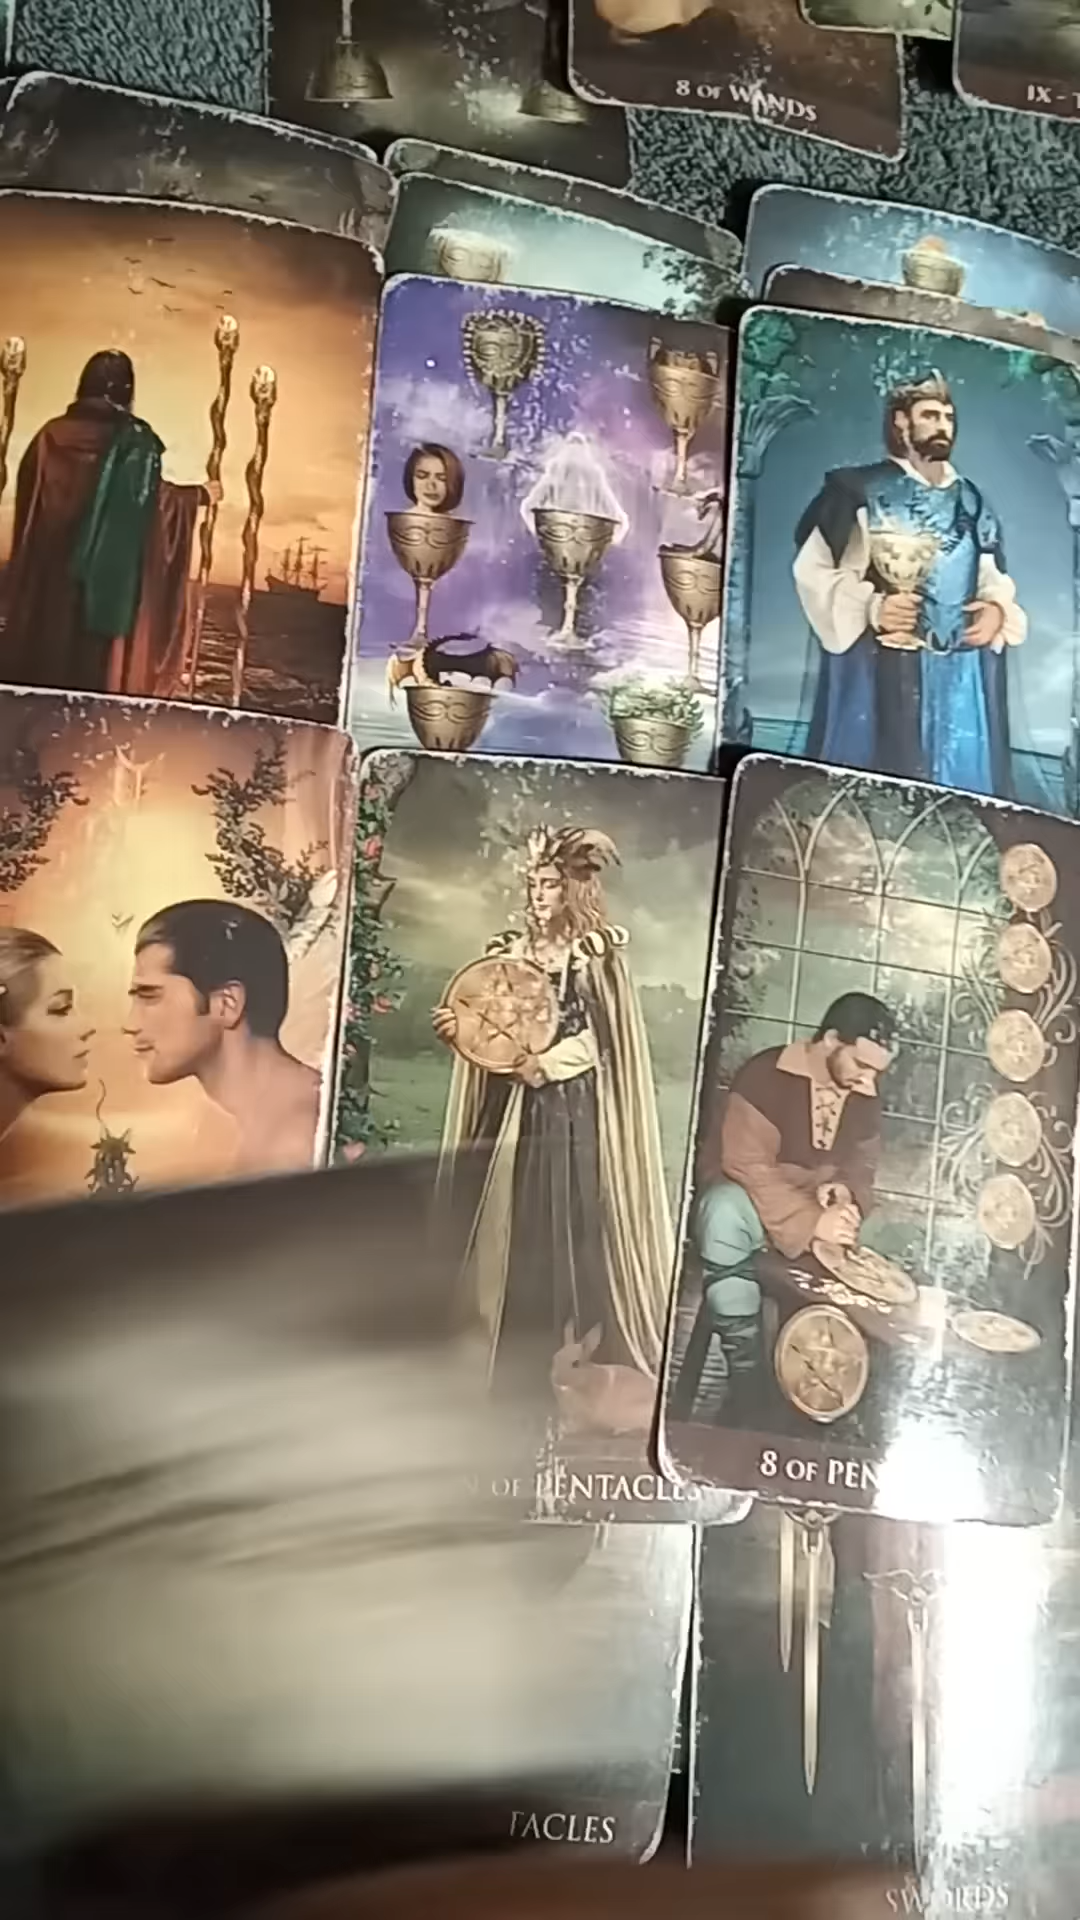 8 OF WANDS
IX -
OF PENTACLES
8 OF PEN
TACLES
SWORDS